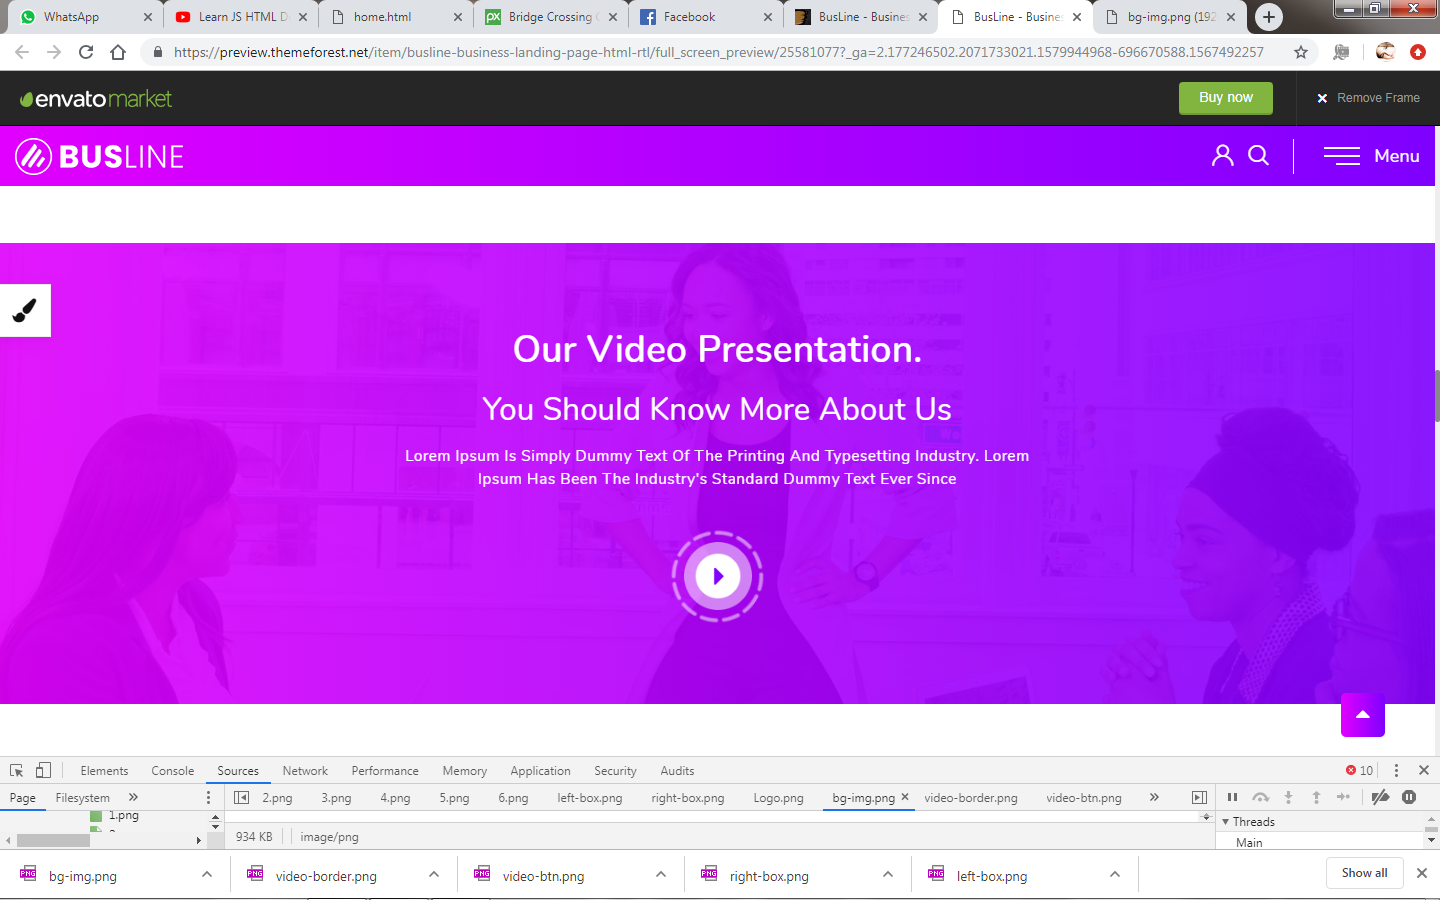 WhatsApp
Learn JS HTML D
home.html
Bridge Crossing
Facebook
BusLine - Busine
BusLine - Busine
bg-img.png (192
https://preview.themeforest.net/item/busline-business-landing-page-html-rtl/full_screen_preview/25581077?_ga=2.177246502.2071733021.1579944968-696670588.1567492257
envato market
Buy now
Remove Frame
BUSLINE
Menu
Our Video Presentation.
You Should Know More About Us
Lorem Ipsum Is Simply Dummy Text Of The Printing And Typesetting Industry. Lorem
Ipsum Has Been The Industry's Standard Dummy Text Ever Since
Elements Console Sources Network Performance Memory Application Security Audits 10
Page Filesystem 2.png 3.png 4.png 5.png 6.png left-box.png right-box.png Logo.png bg-img.png video-border.png video-btn.png
1.png
Threads
934 KB image/png
Main
bg-img.png video-border.png video-btn.png right-box.png left-box.png Show all